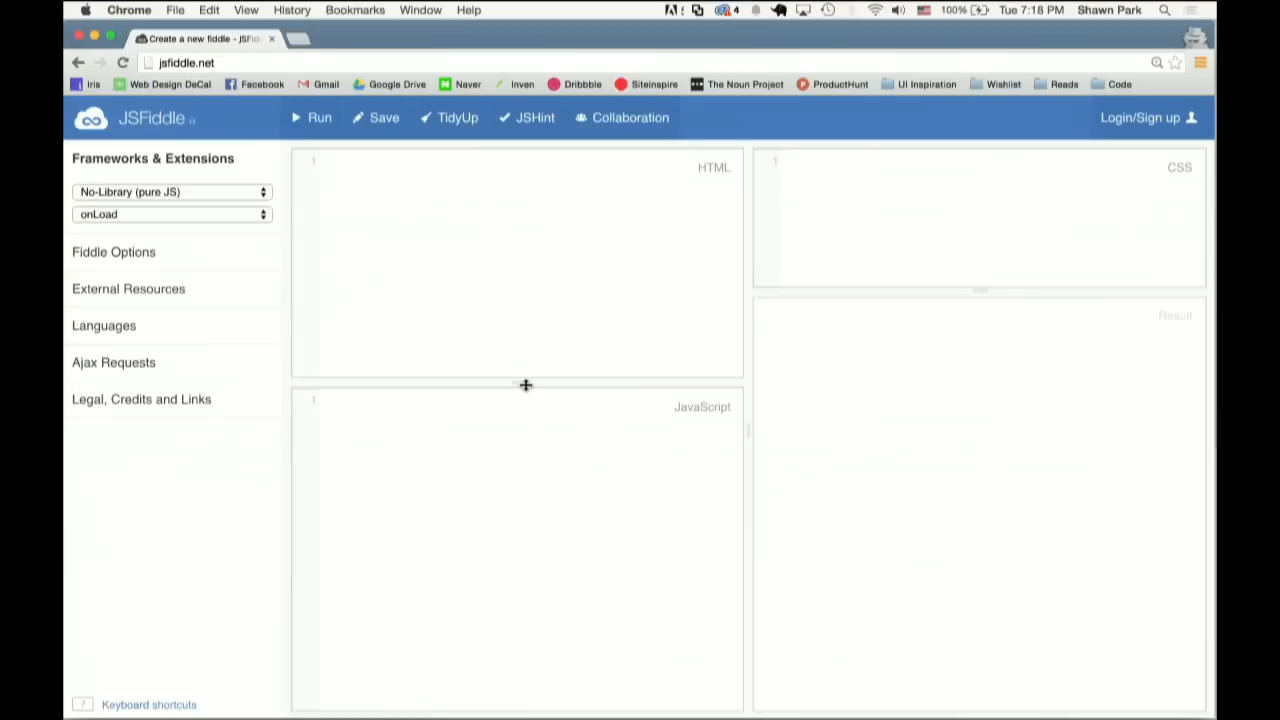 Chrome File Edit View History Bookmarks Window Help 4 100% Tue 7:18 PM Shawn Park
Create a new fiddle - JSFid
jsfiddle.net
Iris Web Design DeCal Facebook Gmail Google Drive Naver Inven Dribbble Siteinspire The Noun Project ProductHunt UI Inspiration Wishlist Reads Code
JSFiddle Run Save TidyUp JSHint Collaboration Login/Sign up
Frameworks & Extensions
No-Library (pure JS)
onLoad
Fiddle Options
External Resources
Languages
Ajax Requests
Legal, Credits and Links
? Keyboard shortcuts
1
HTML
1
JavaScript
1
CSS
Result